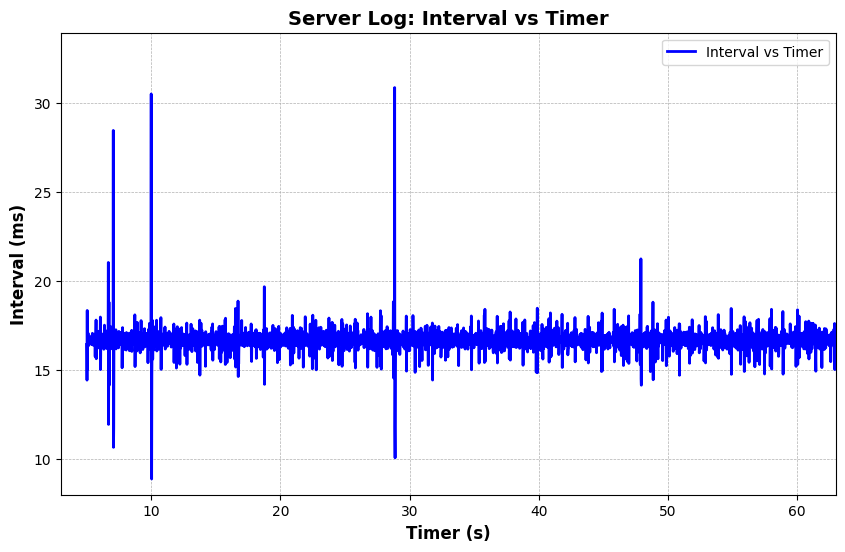 Server Log: Interval vs Timer
Interval vs Timer
Interval (ms)
30
25
20
15
10
10 20 30 40 50 60
Timer (s)